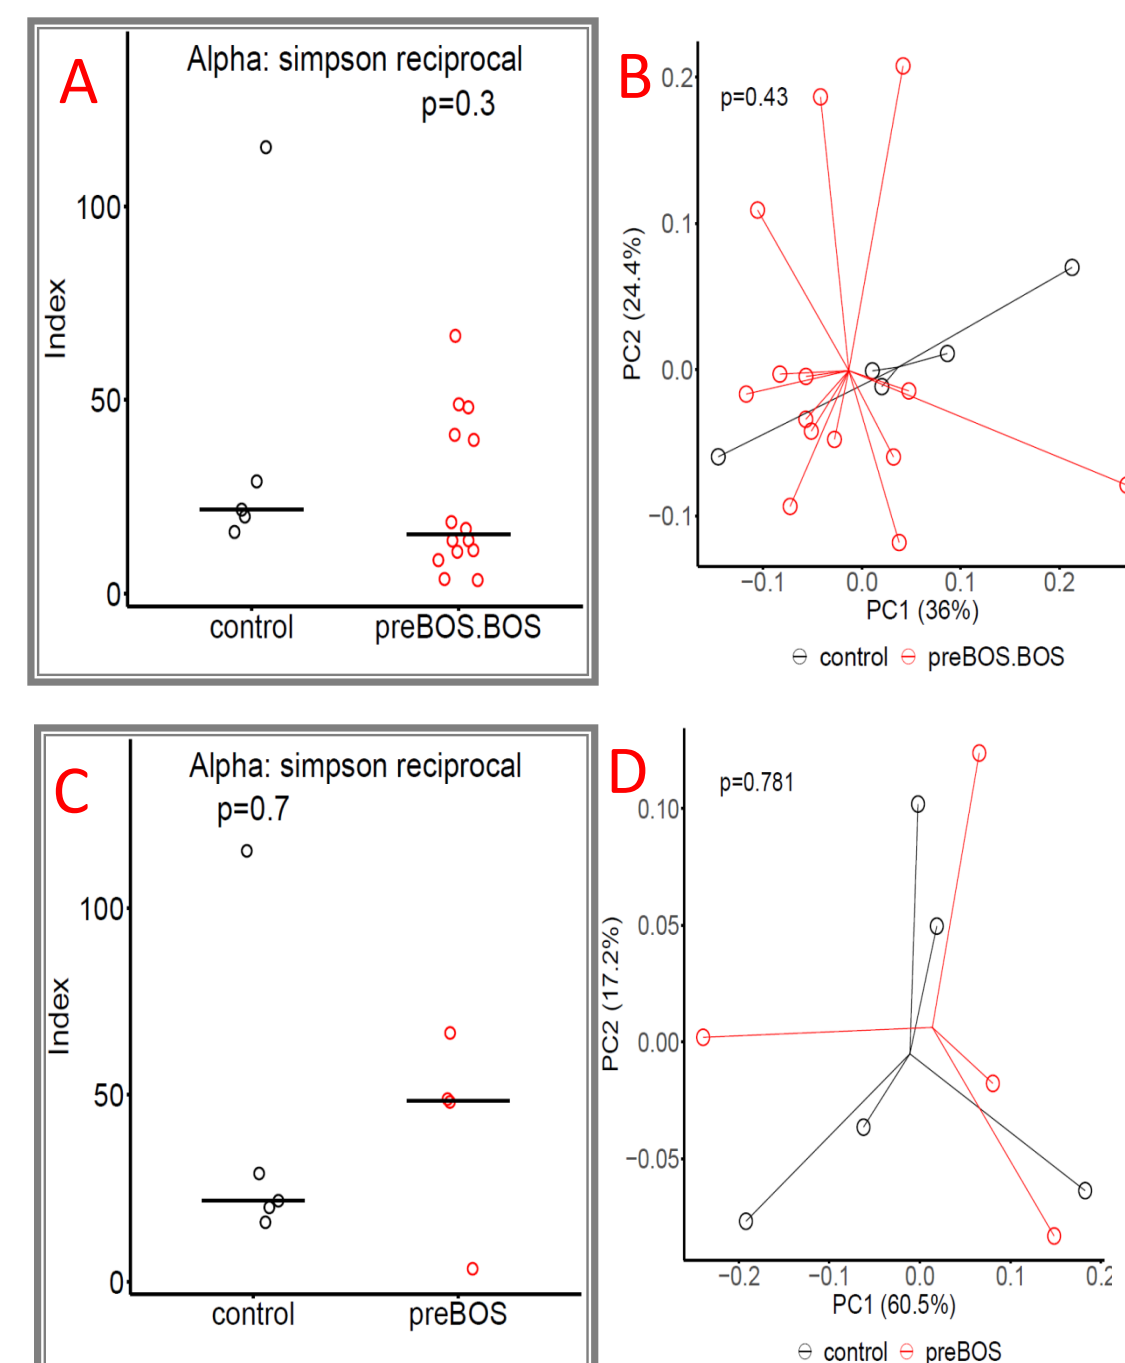 A
Alpha: simpson reciprocal
p=0.3
100
50
0
Index
control preBOS.BOS
B
p=0.43
0.2
0.1
0.0
−0.1
PC2 (24.4%)
−0.1 0.0 0.1 0.2
PC1 (36%)
control preBOS.BOS
C
Alpha: simpson reciprocal
p=0.7
100
50
0
Index
control preBOS
D
p=0.781
0.10
0.05
0.00
−0.05
PC2 (17.2%)
−0.2 −0.1 0.0 0.1 0.2
PC1 (60.5%)
control preBOS